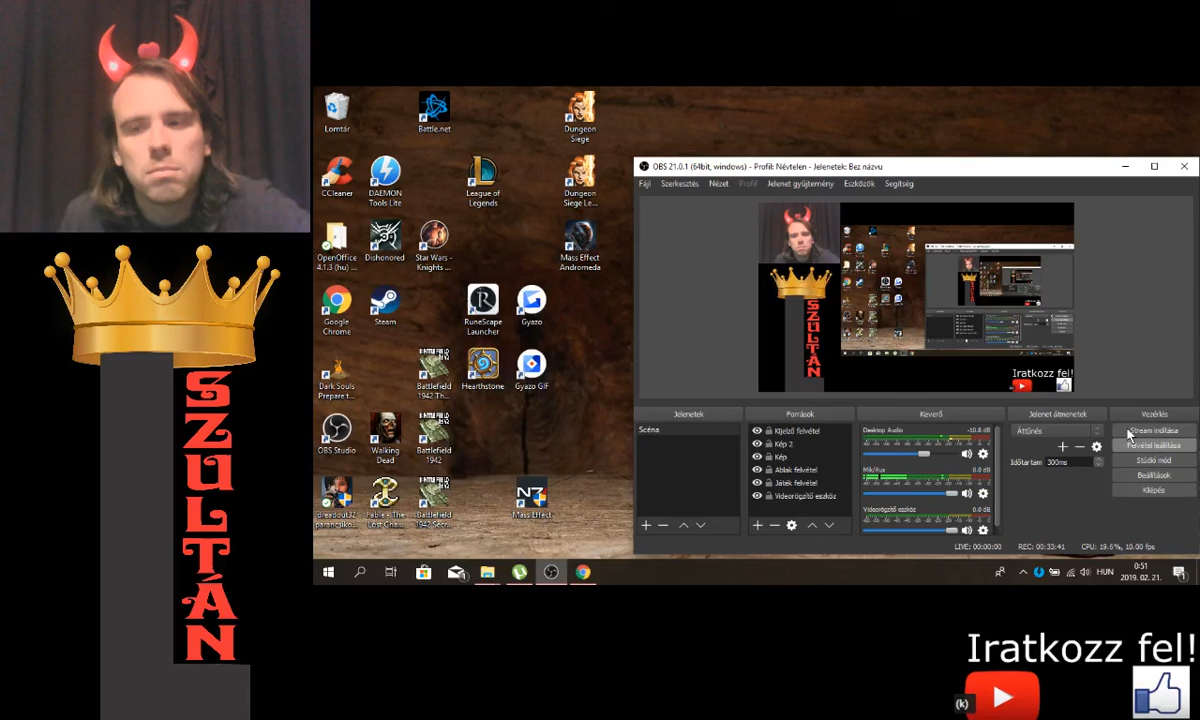 SZULTÁN
Lomtár
Battle.net
Dungeon
Siege
CCleaner
DAEMON
Tools Lite
League of
Legends
Dungeon
Siege Le...
OpenOffice
4.1.3 (hu) ...
Dishonored
Star Wars -
Knights ...
Mass Effect
Andromeda
Google
Chrome
Steam
RuneScape
Launcher
Gyazo
Dark Souls
Prepare t...
Battlefield
1942 Th...
Hearthstone
Gyazo GIF
OBS Studio
Walking
Dead
Battlefield
1942
dreadout32
parancsiko...
Fable - The
Lost Cha...
Battlefield
1942 Secr...
N7
Mass Effect
OBS 21.0.1 (64bit, windows) - Profil: Névtelen - Jelenetek: Bez názvu
Fájl Szerkesztés Nézet Profil Jelenet gyűjtemény Eszközök Segítség
SZULTÁN
Iratkozz fel!
Jelenetek Források Keverő Jelenet átmenetek Vezérlés
Scéna
Kijelző felvétel
Kép 2
Kép
Ablak felvétel
Játék felvétel
Videorögzítő eszköz
Desktop Audio -10.8 dB
Mik/Aux 0.0 dB
Videorögzítő eszköz 0.0 dB
Áttűnés
Időtartam 300ms
Stream indítása
Felvétel leállítása
Stúdió mód
Beállítások
Kilépés
LIVE: 00:00:00 REC: 00:33:41 CPU: 19.6%, 10.00 fps
HUN
0:51
2019. 02. 21.
Iratkozz fel!
(k)